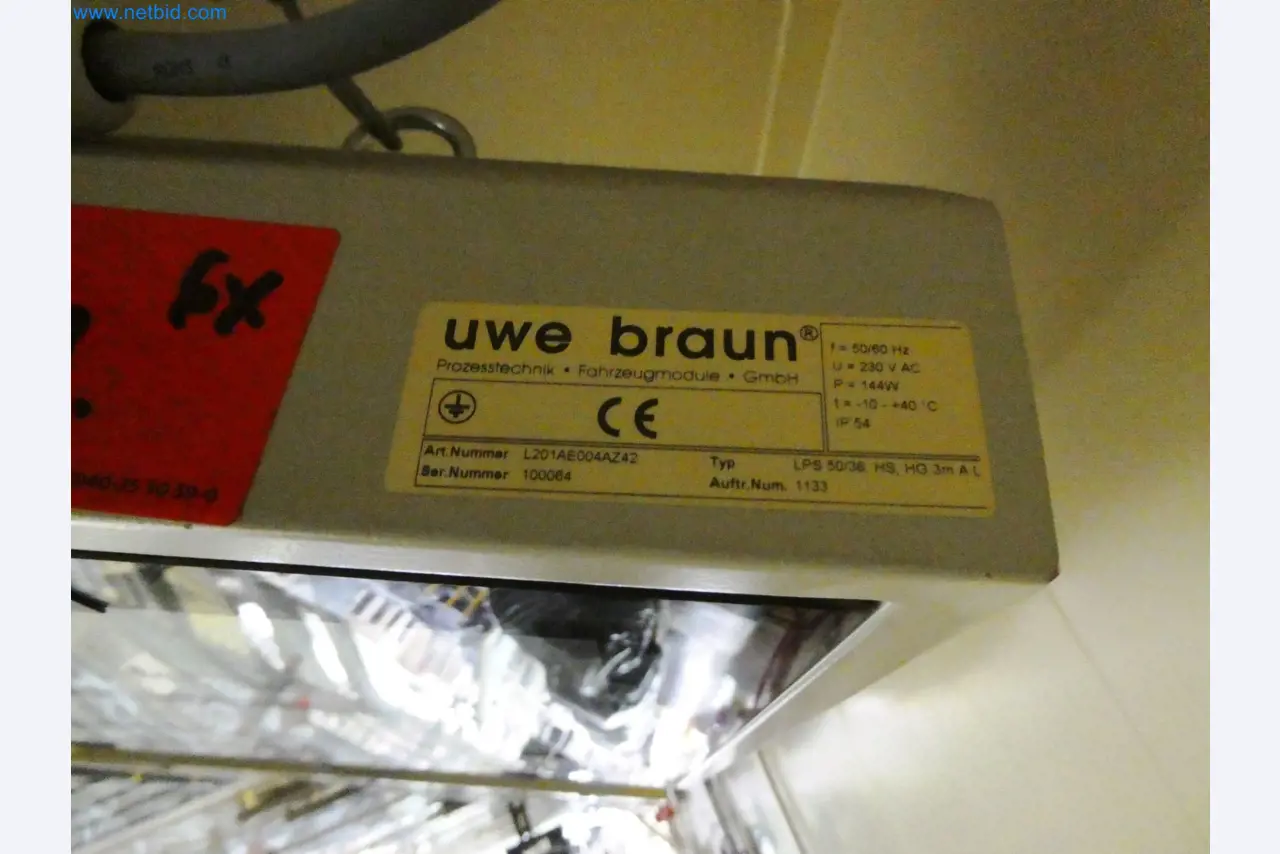 www.netbid.com
6x
uwe braun®
Prozesstechnik • Fahrzeugmodule • GmbH
f = 50/60 Hz
U = 230 V AC
P = 144W
t = -10 - +40 °C
IP 54
CE
Art.Nummer L201AE004AZ42
Ser.Nummer 100064
Typ LPS 50/36 HS, HG 3m A L
Auftr.Num. 1133